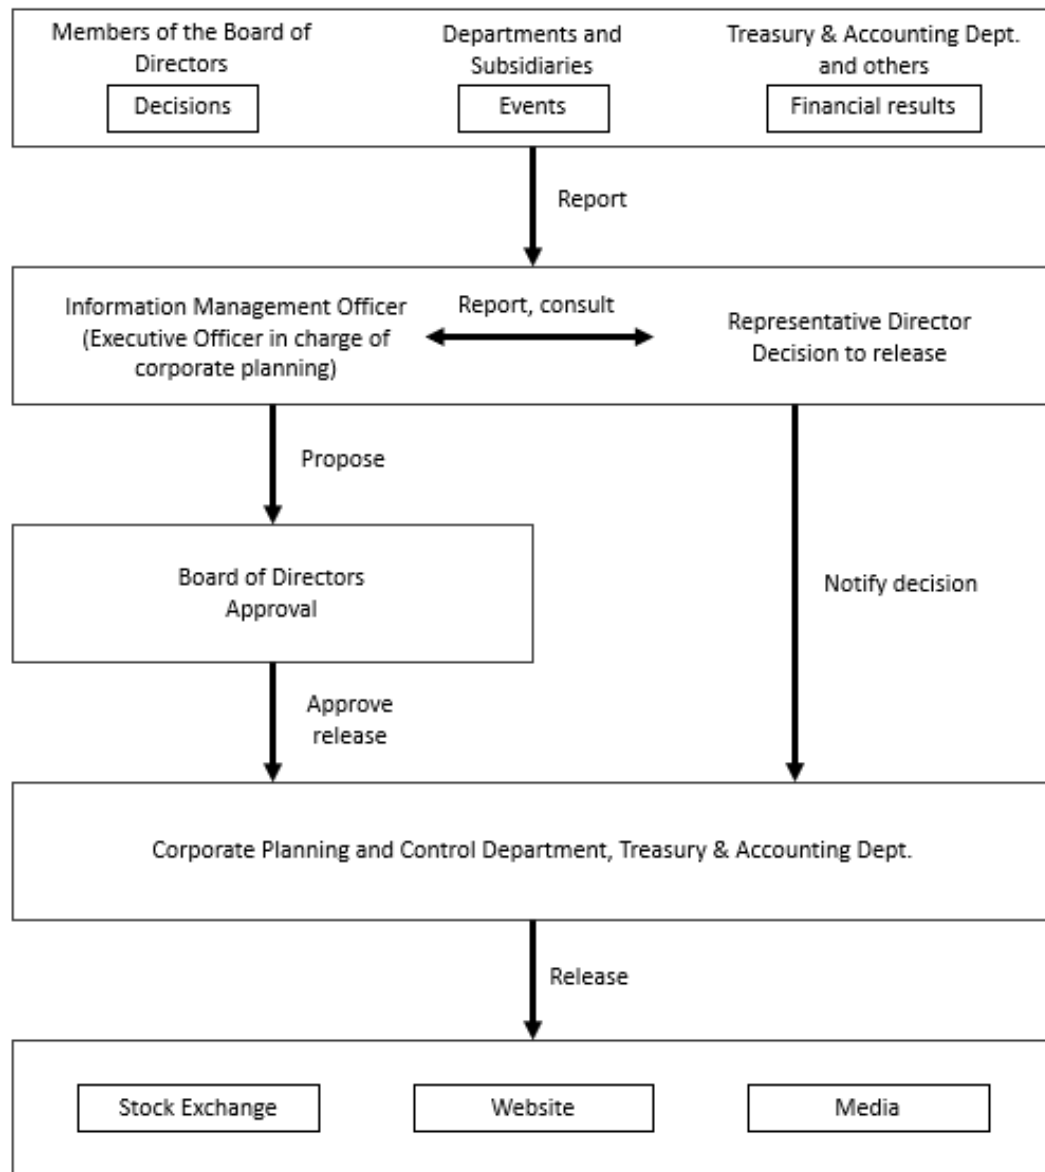 Members of the Board of
Directors
Decisions
Departments and
Subsidiaries
Events
Treasury & Accounting Dept.
and others
Financial results
Report
Information Management Officer
(Executive Officer in charge of
corporate planning)
Report, consult
Representative Director
Decision to release
Propose
Board of Directors
Approval
Notify decision
Approve
release
Corporate Planning and Control Department, Treasury & Accounting Dept.
Release
Stock Exchange
Website
Media